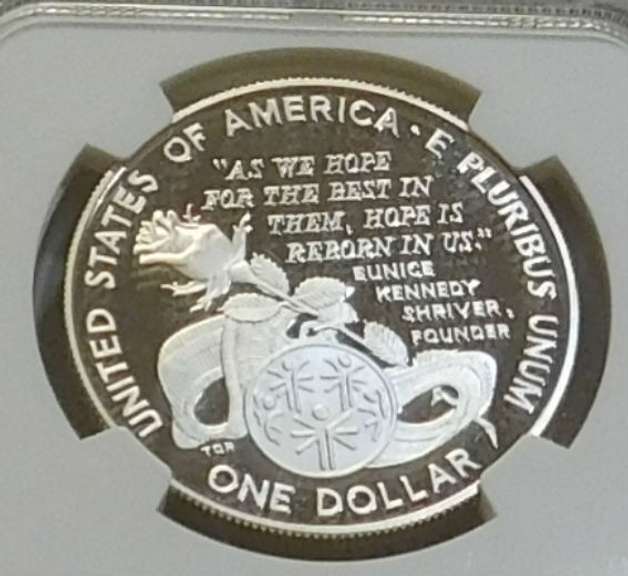 UNITED STATES OF AMERICA · E PLURIBUS UNUM
"AS WE HOPE
FOR THE BEST IN
THEM, HOPE IS
REBORN IN US."
EUNICE
KENNEDY
SHRIVER,
FOUNDER
TDR
ONE DOLLAR